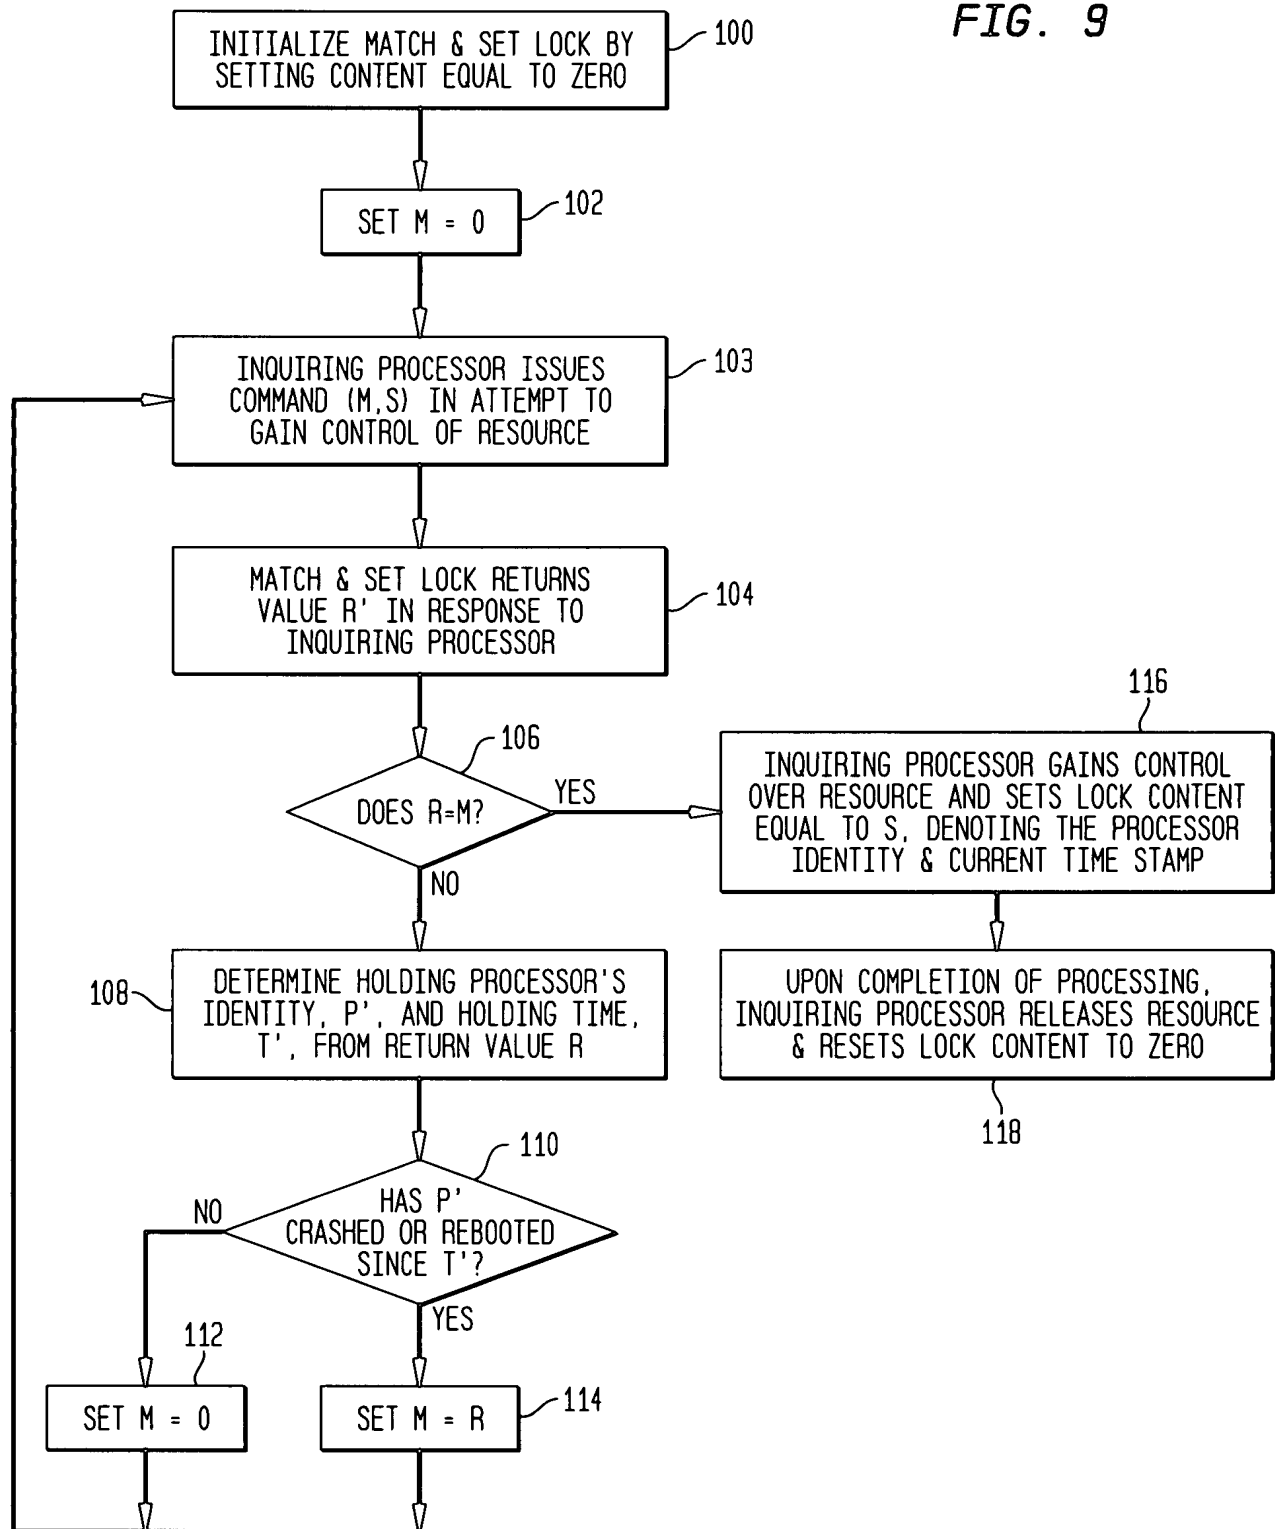 FIG. 9
INITIALIZE MATCH & SET LOCK BY
SETTING CONTENT EQUAL TO ZERO
100
SET M = 0
102
INQUIRING PROCESSOR ISSUES
COMMAND (M,S) IN ATTEMPT TO
GAIN CONTROL OF RESOURCE
103
MATCH & SET LOCK RETURNS
VALUE R' IN RESPONSE TO
INQUIRING PROCESSOR
104
DOES R=M?
106
YES
NO
116
INQUIRING PROCESSOR GAINS CONTROL
OVER RESOURCE AND SETS LOCK CONTENT
EQUAL TO S, DENOTING THE PROCESSOR
IDENTITY & CURRENT TIME STAMP
108
DETERMINE HOLDING PROCESSOR'S
IDENTITY, P', AND HOLDING TIME,
T', FROM RETURN VALUE R
UPON COMPLETION OF PROCESSING,
INQUIRING PROCESSOR RELEASES RESOURCE
& RESETS LOCK CONTENT TO ZERO
118
110
HAS P'
CRASHED OR REBOOTED
SINCE T'?
NO
YES
112
SET M = 0
SET M = R
114